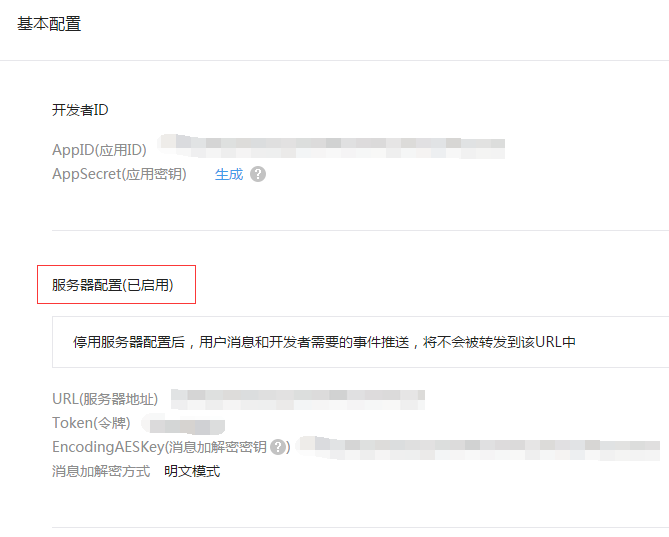 基本配置
开发者ID
AppID(应用ID)
AppSecret(应用密钥) 生成 ?
服务器配置(已启用)
停用服务器配置后，用户消息和开发者需要的事件推送，将不会被转发到该URL中
URL(服务器地址)
Token(令牌)
EncodingAESKey(消息加解密密钥 ? )
消息加解密方式 明文模式